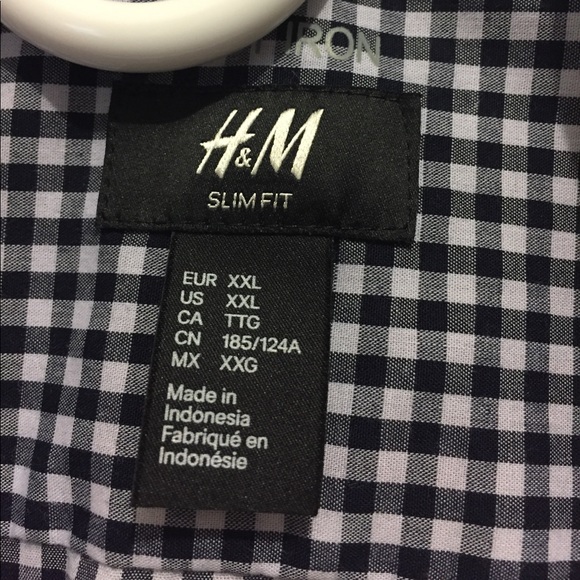 IRON
H&M
SLIM FIT
EUR XXL
US XXL
CA TTG
CN 185/124A
MX XXG
Made in
Indonesia
Fabriqué en
Indonésie